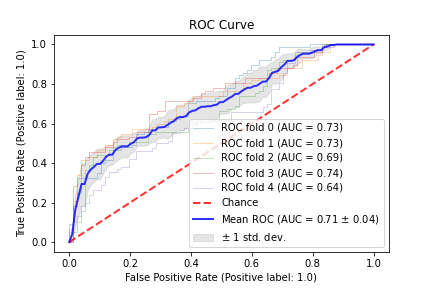 ROC Curve
True Positive Rate (Positive label: 1.0)
1.0
0.8
0.6
0.4
0.2
0.0
ROC fold 0 (AUC = 0.73)
ROC fold 1 (AUC = 0.73)
ROC fold 2 (AUC = 0.69)
ROC fold 3 (AUC = 0.74)
ROC fold 4 (AUC = 0.64)
Chance
Mean ROC (AUC = 0.71 ± 0.04)
± 1 std. dev.
0.0 0.2 0.4 0.6 0.8 1.0
False Positive Rate (Positive label: 1.0)